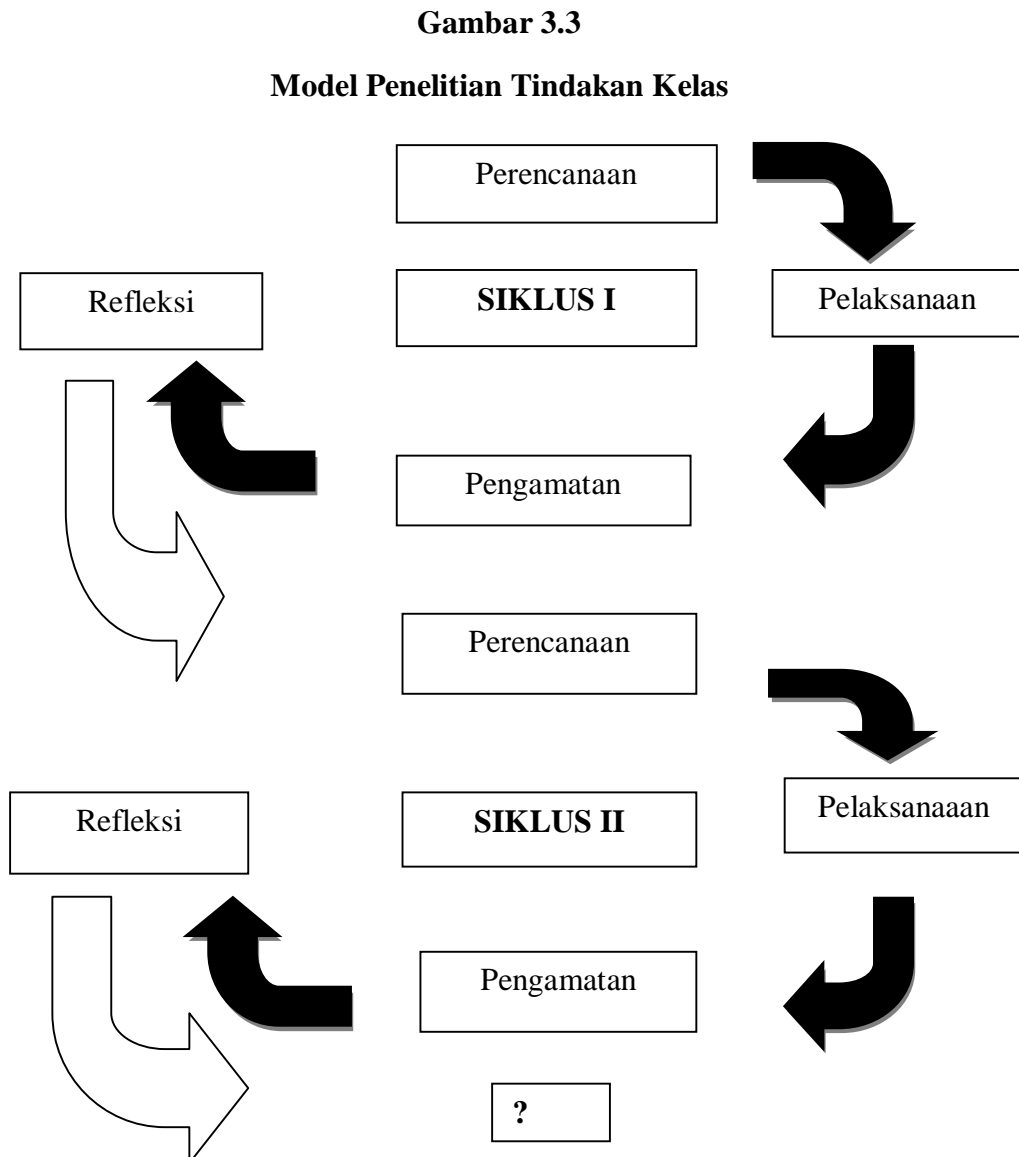 Gambar 3.3
Model Penelitian Tindakan Kelas
Perencanaan
Refleksi
SIKLUS I
Pelaksanaan
Pengamatan
Perencanaan
Refleksi
SIKLUS II
Pelaksanaaan
Pengamatan
?